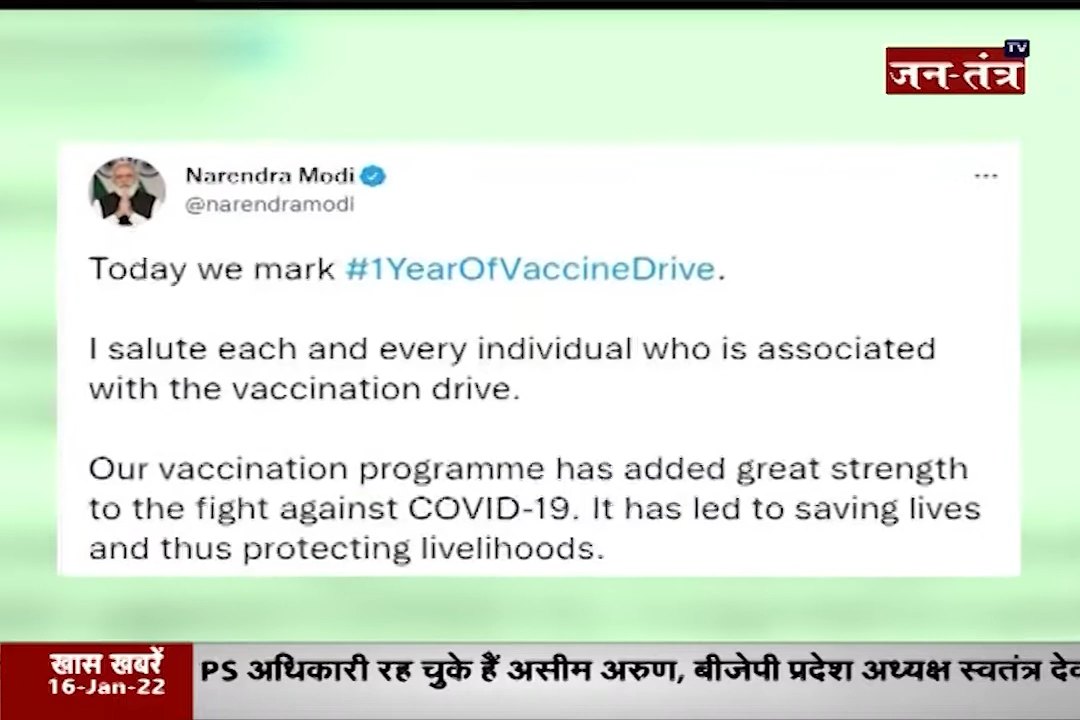 TV
जन-तंत्र
Narendra Modi
@narendramodi
Today we mark #1YearOfVaccineDrive.
I salute each and every individual who is associated
with the vaccination drive.
Our vaccination programme has added great strength
to the fight against COVID-19. It has led to saving lives
and thus protecting livelihoods.
खास खबरें
16-Jan-22
PS अधिकारी रह चुके हैं असीम अरुण, बीजेपी प्रदेश अध्यक्ष स्वतंत्र